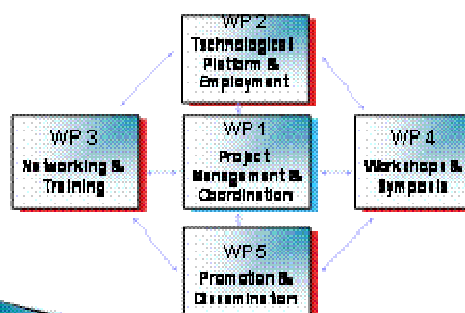 WP 2
Technological
Platform &
Employment
WP 3
Networking &
Training
WP 1
Project
Management &
Coordination
WP 4
Workshops &
Symposia
WP 5
Promotion &
Dissemination